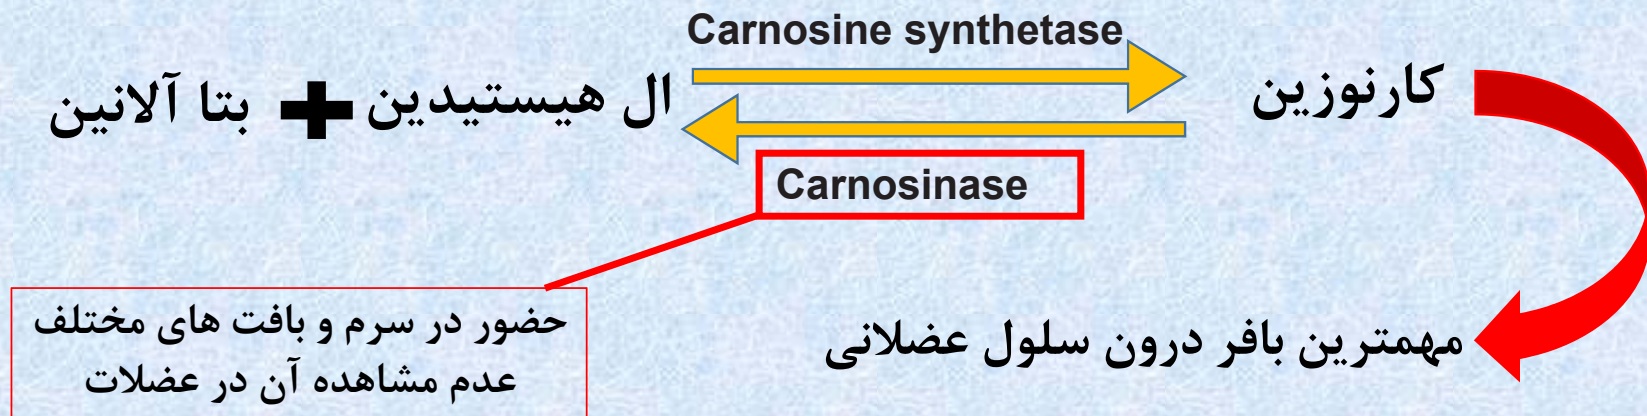 Carnosine synthetase
بتا آلانین + ال هیستیدین
کارنوزین
Carnosinase
حضور در سرم و بافت های مختلف
عدم مشاهده آن در عضلات
مهمترین بافر درون سلول عضلانی